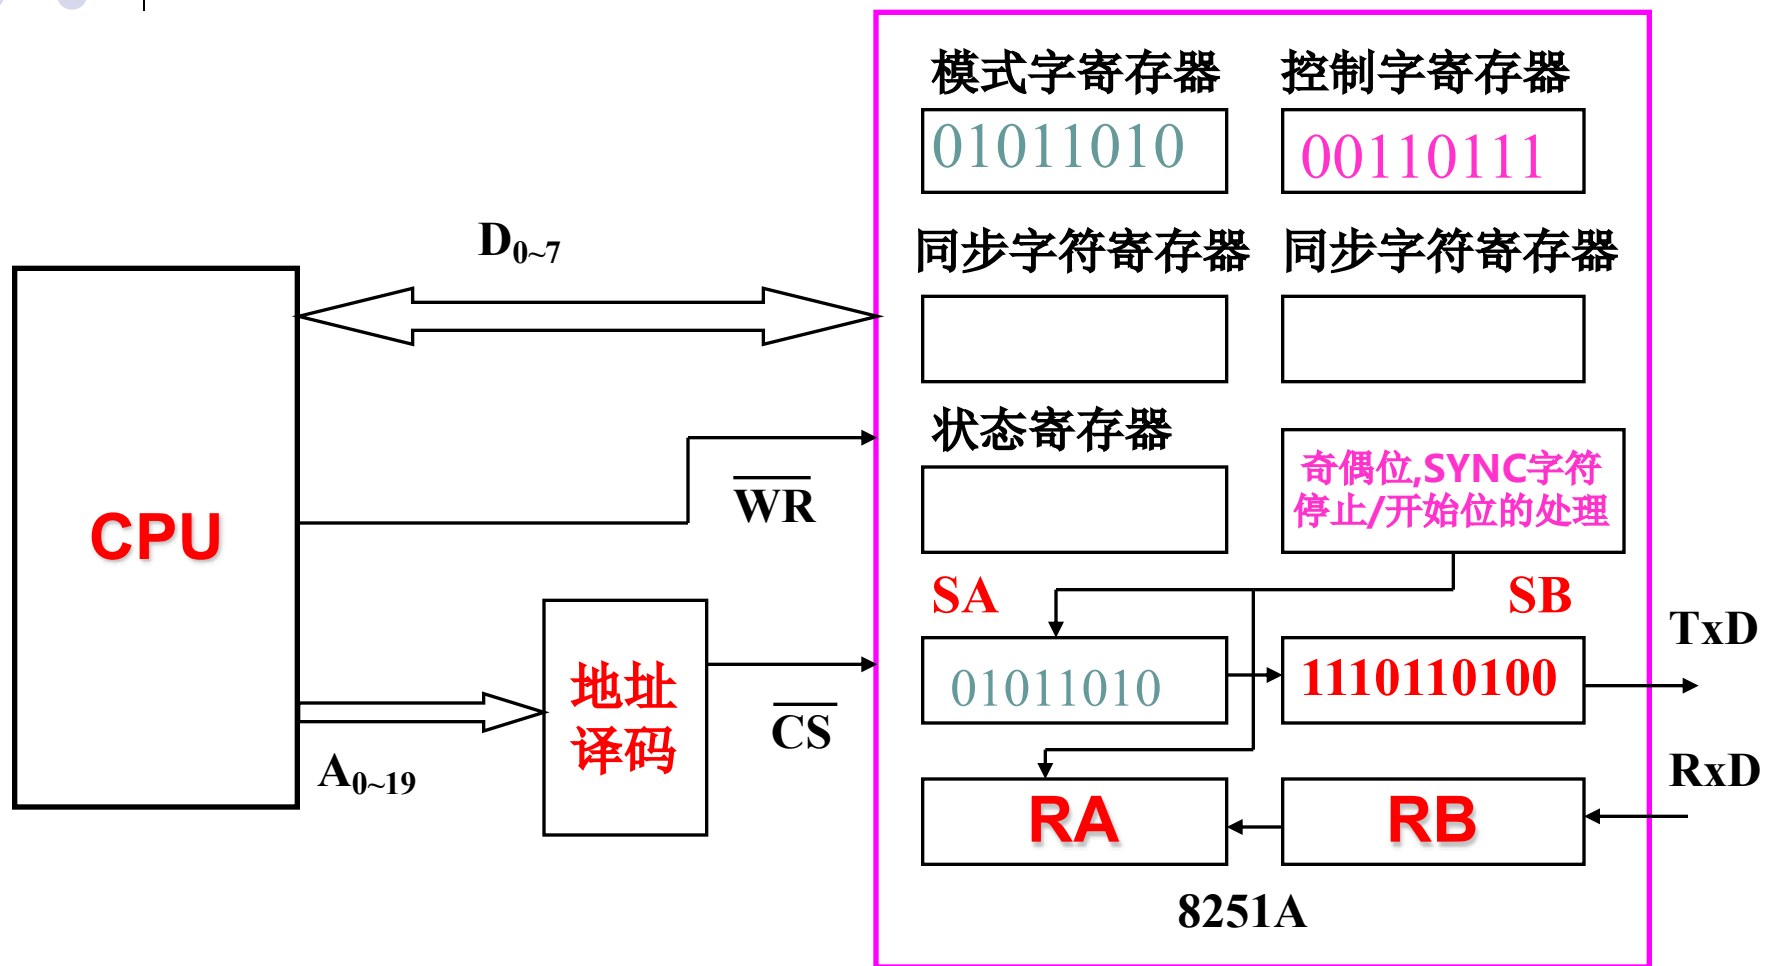 模式字寄存器
控制字寄存器
01011010
00110111
同步字符寄存器
同步字符寄存器
D0~7
状态寄存器
奇偶位,SYNC字符
停止/开始位的处理
WR
CPU
SA
SB
TxD
地址
译码
01011010
1110110100
CS
A0~19
RxD
RA
RB
8251A